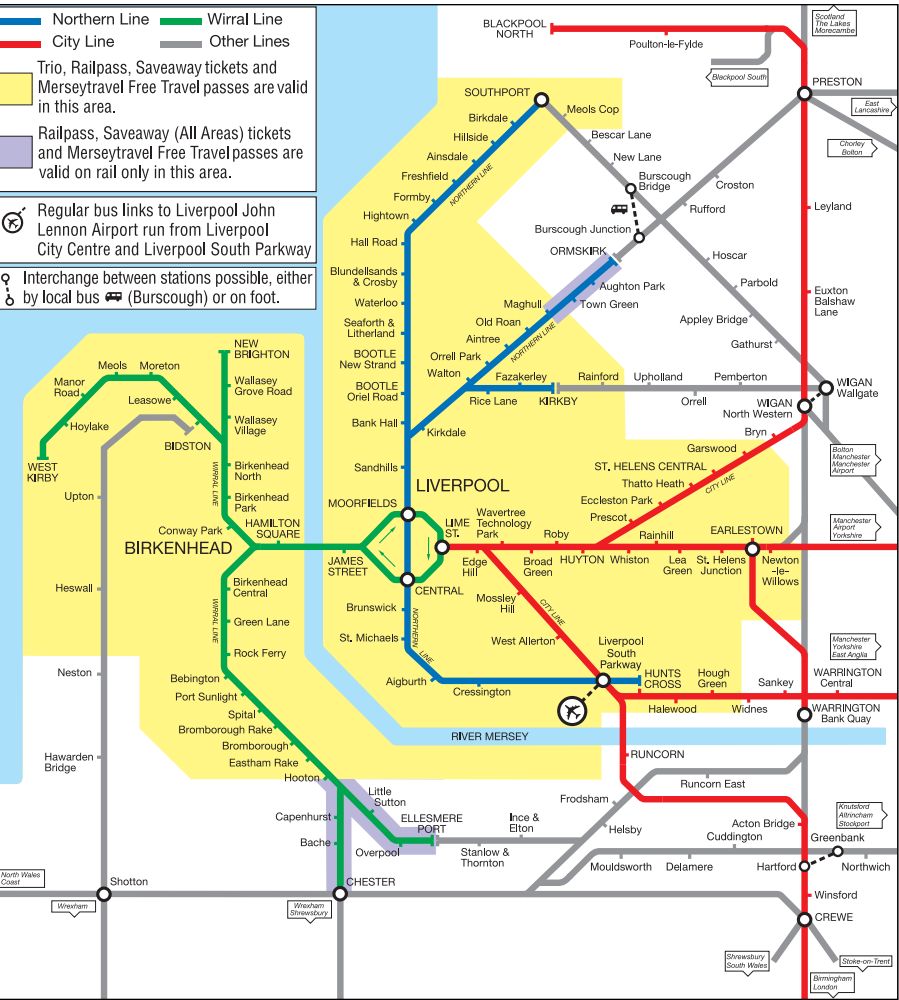 Northern Line
Wirral Line
City Line
Other Lines
Trio, Railpass, Saveaway tickets and
Merseytravel Free Travel passes are valid
in this area.
Railpass, Saveaway (All Areas) tickets
and Merseytravel Free Travel passes are
valid on rail only in this area.
Regular bus links to Liverpool John
Lennon Airport run from Liverpool
City Centre and Liverpool South Parkway
Interchange between stations possible, either
by local bus (Burscough) or on foot.
BLACKPOOL
NORTH
Poulton-le-Fylde
Blackpool South
Scotland
The Lakes
Morecambe
PRESTON
East
Lancashire
Chorley
Bolton
SOUTHPORT
Meols Cop
Birkdale
Bescar Lane
Hillside
New Lane
Ainsdale
Freshfield
Formby
NORTHERN LINE
Hightown
Burscough
Bridge
Croston
Rufford
Leyland
Burscough Junction
Hall Road
ORMSKIRK
Hoscar
Blundellsands
& Crosby
Aughton Park
Parbold
Euxton
Balshaw
Lane
Waterloo
Maghull
Town Green
Seaforth &
Litherland
Old Roan
Appley Bridge
Aintree
NORTHERN LINE
Gathurst
BOOTLE
New Strand
Orrell Park
Walton
BOOTLE
Oriel Road
Fazakerley
Rainford
Upholland
Pemberton
WIGAN
Wallgate
Rice Lane
KIRKBY
Orrell
WIGAN
North Western
Bank Hall
Kirkdale
Bryn
Garswood
Bolton
Manchester
Manchester
Airport
Sandhills
ST. HELENS CENTRAL
Thatto Heath
CITY LINE
Eccleston Park
Prescot
NEW
BRIGHTON
Meols
Moreton
Manor
Road
Wallasey
Grove Road
Leasowe
Hoylake
Wallasey
Village
BIDSTON
WEST
KIRBY
Birkenhead
North
WIRRAL LINE
Upton
Birkenhead
Park
LIVERPOOL
MOORFIELDS
Conway Park
HAMILTON
SQUARE
BIRKENHEAD
LIME
ST.
Wavertree
Technology
Park
Roby
Rainhill
EARLESTOWN
Manchester
Airport
Yorkshire
JAMES
STREET
Edge
Hill
Broad
Green
HUYTON
Whiston
Lea
Green
St. Helens
Junction
Newton
-le-
Willows
CENTRAL
Heswall
Birkenhead
Central
Mossley
Hill
CITY LINE
Brunswick
Green Lane
WIRRAL LINE
St. Michaels
NORTHERN
LINE
West Allerton
Liverpool
South
Parkway
Manchester
Yorkshire
East Anglia
Rock Ferry
Neston
Bebington
Aigburth
Cressington
HUNTS
CROSS
Hough
Green
Sankey
WARRINGTON
Central
Port Sunlight
Halewood
Widnes
Spital
WARRINGTON
Bank Quay
Bromborough Rake
RIVER MERSEY
Bromborough
Hawarden
Bridge
Eastham Rake
RUNCORN
Hooton
Runcorn East
Little
Sutton
Frodsham
Capenhurst
ELLESMERE
PORT
Ince &
Elton
Helsby
Acton Bridge
Knutsford
Altrincham
Stockport
Bache
Cuddington
Greenbank
Overpool
Stanlow &
Thornton
Mouldsworth
Delamere
Hartford
Northwich
North Wales
Coast
Shotton
CHESTER
Winsford
Wrexham
Wrexham
Shrewsbury
CREWE
Shrewsbury
South Wales
Stoke-on-Trent
Birmingham
London